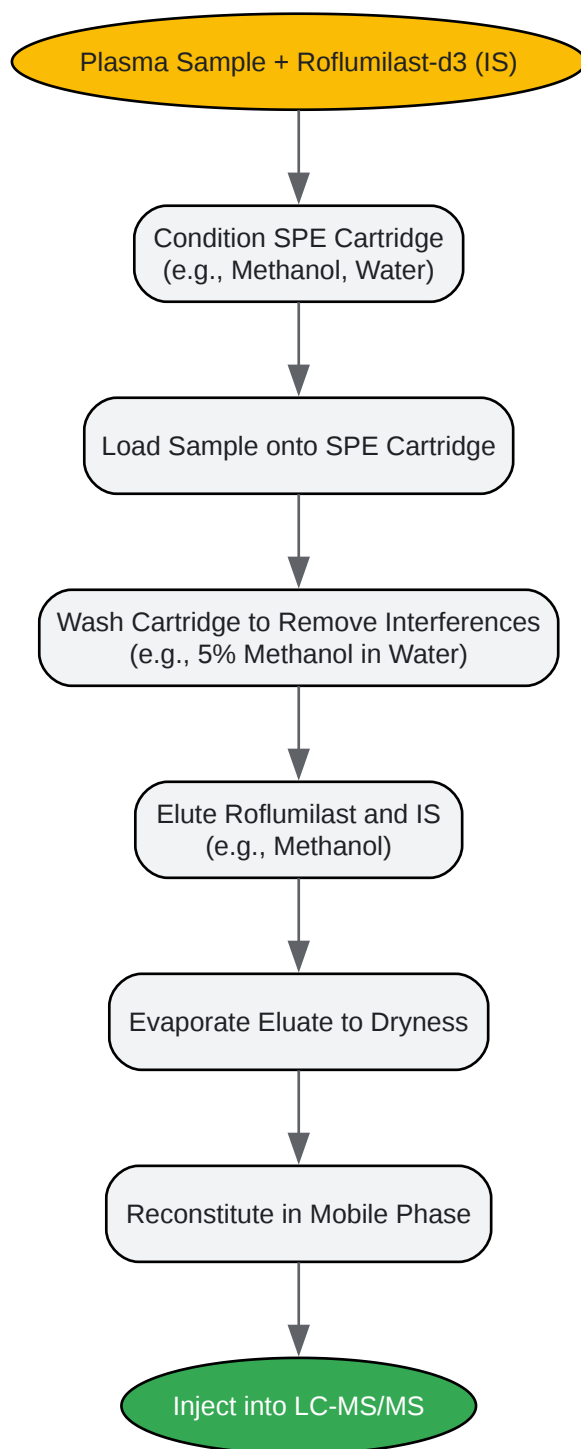 Plasma Sample + Roflumilast-d3 (IS)
Condition SPE Cartridge
(e.g., Methanol, Water)
Load Sample onto SPE Cartridge
Wash Cartridge to Remove Interferences
(e.g., 5% Methanol in Water)
Elute Roflumilast and IS
(e.g., Methanol)
Evaporate Eluate to Dryness
Reconstitute in Mobile Phase
Inject into LC-MS/MS